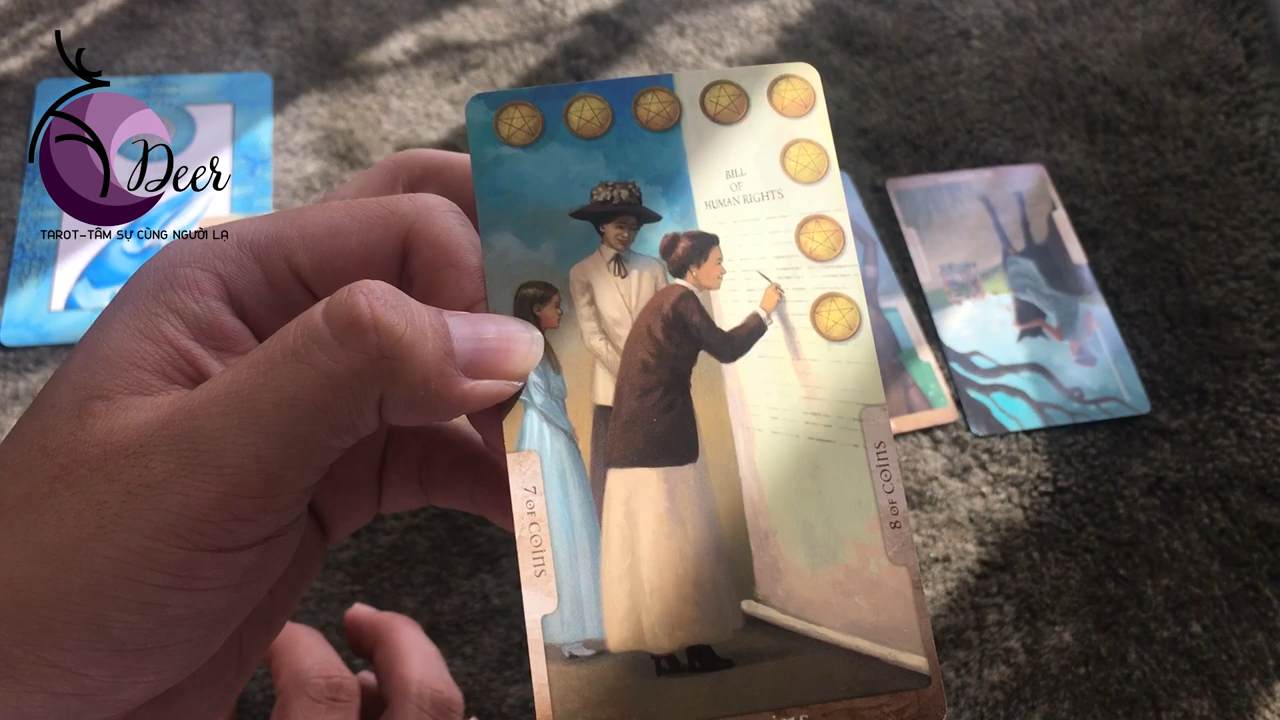 Deer
TAROT-TÂM SỰ CÙNG NGƯỜI LẠ
BILL
OF
HUMAN RIGHTS
7 OF COINS
8 OF COINS